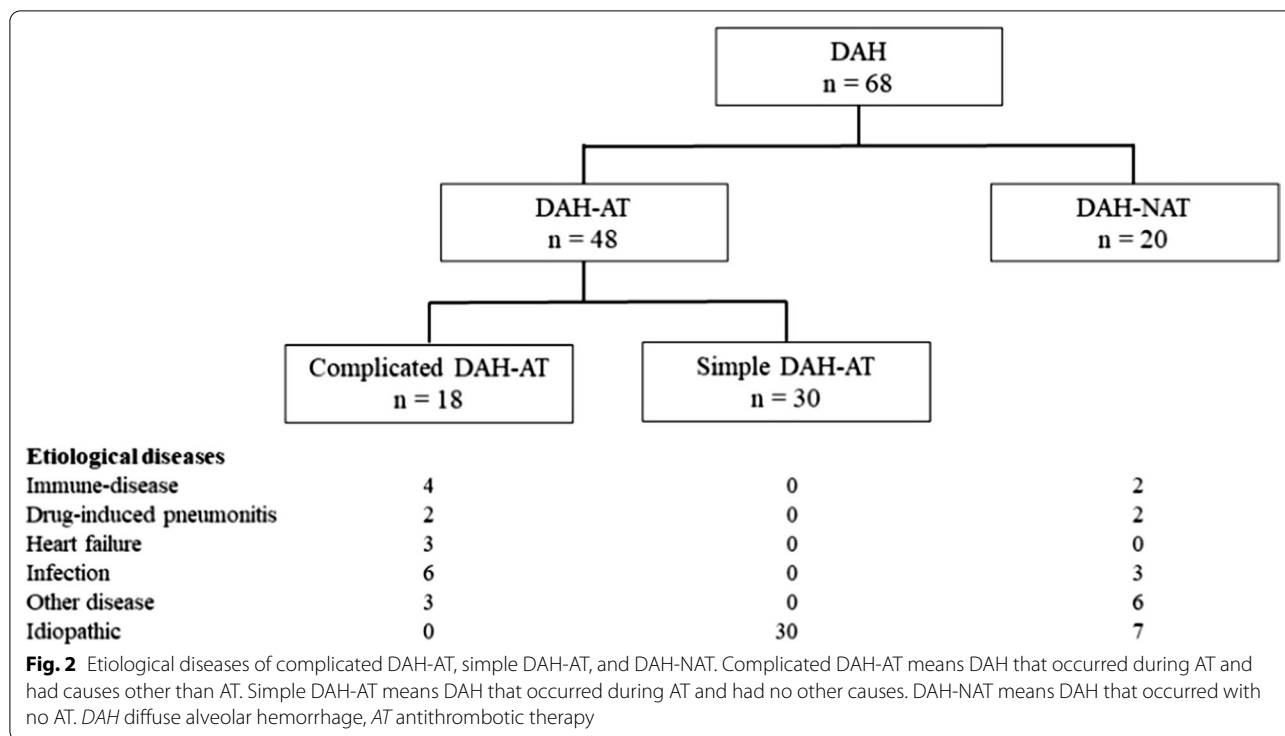 DAH
n = 68
DAH-AT
n = 48
DAH-NAT
n = 20
Complicated DAH-AT
n = 18
Simple DAH-AT
n = 30
Etiological diseases
Immune-disease 4 0 2
Drug-induced pneumonitis 2 0 2
Heart failure 3 0 0
Infection 6 0 3
Other disease 3 0 6
Idiopathic 0 30 7
Fig. 2 Etiological diseases of complicated DAH-AT, simple DAH-AT, and DAH-NAT. Complicated DAH-AT means DAH that occurred during AT and
had causes other than AT. Simple DAH-AT means DAH that occurred during AT and had no other causes. DAH-NAT means DAH that occurred with
no AT. DAH diffuse alveolar hemorrhage, AT antithrombotic therapy